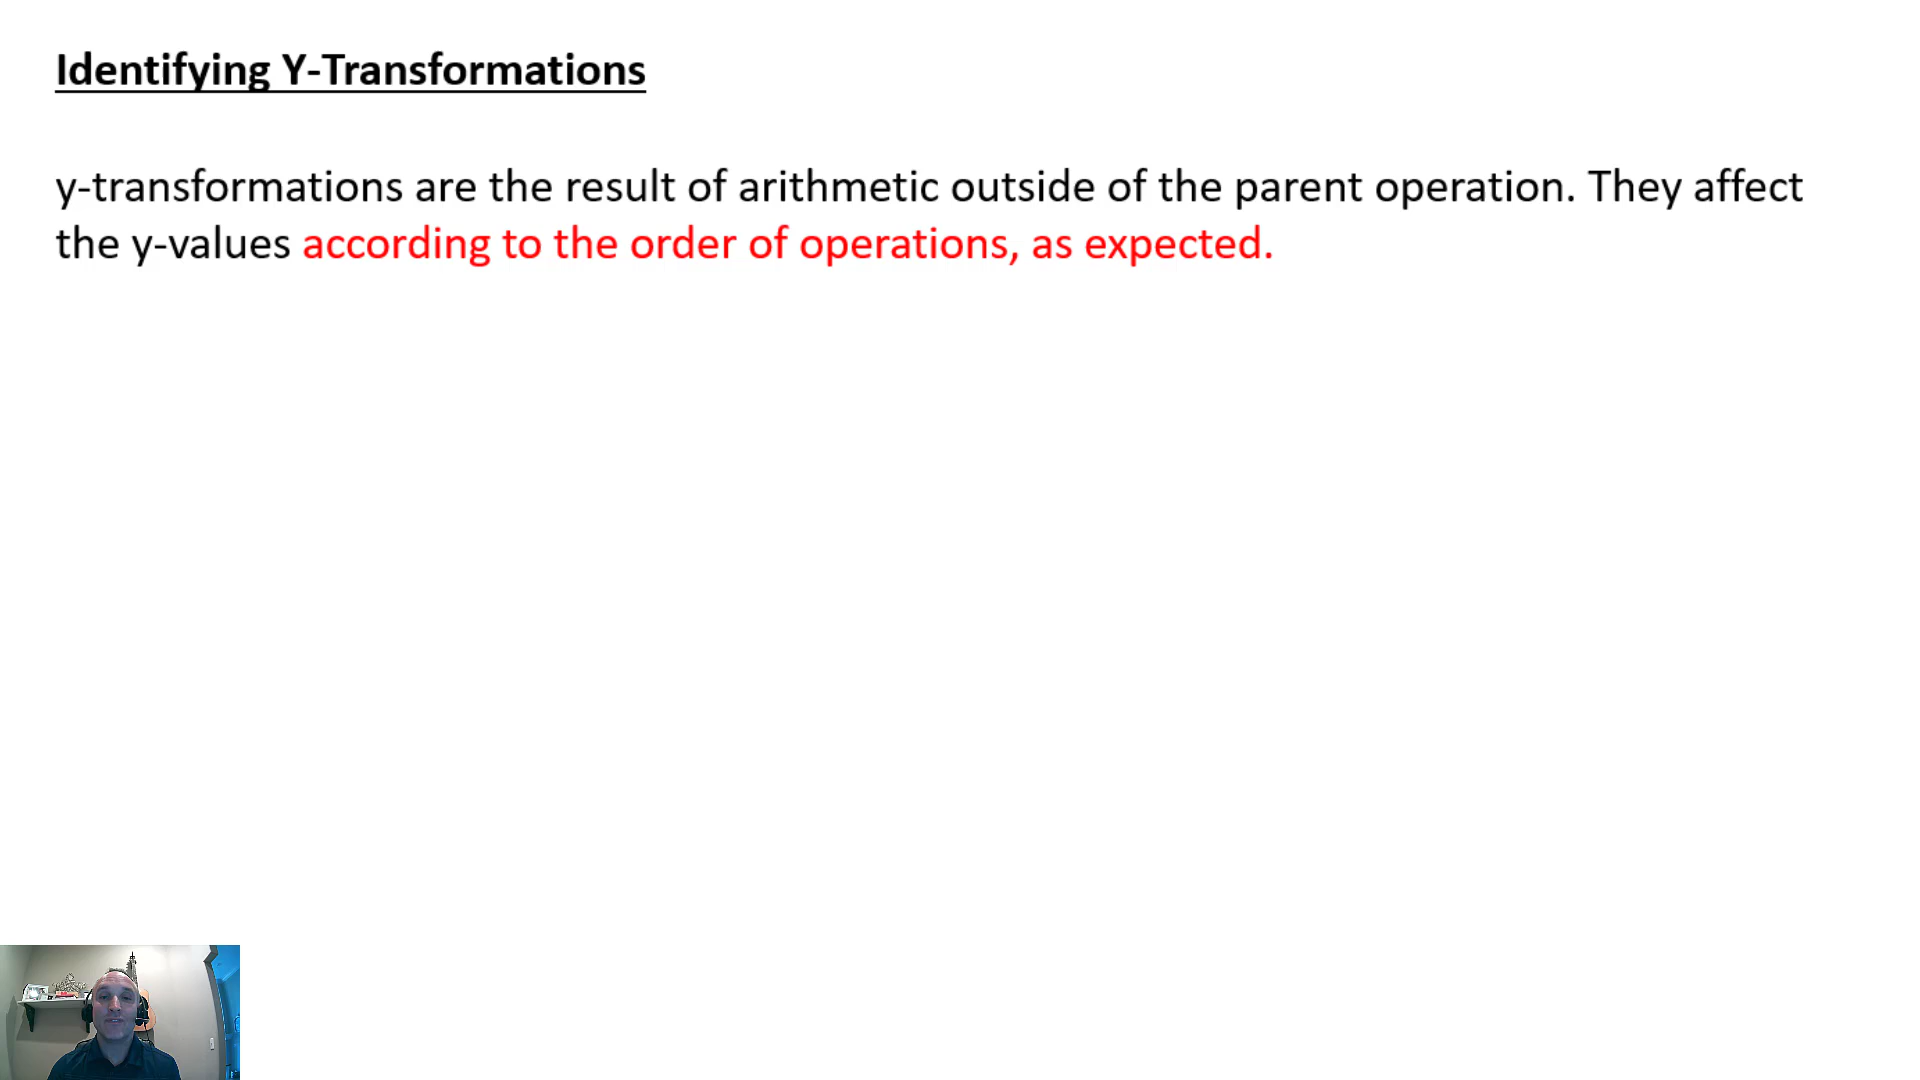 Identifying Y-Transformations
y-transformations are the result of arithmetic outside of the parent operation. They affect
the y-values according to the order of operations, as expected.